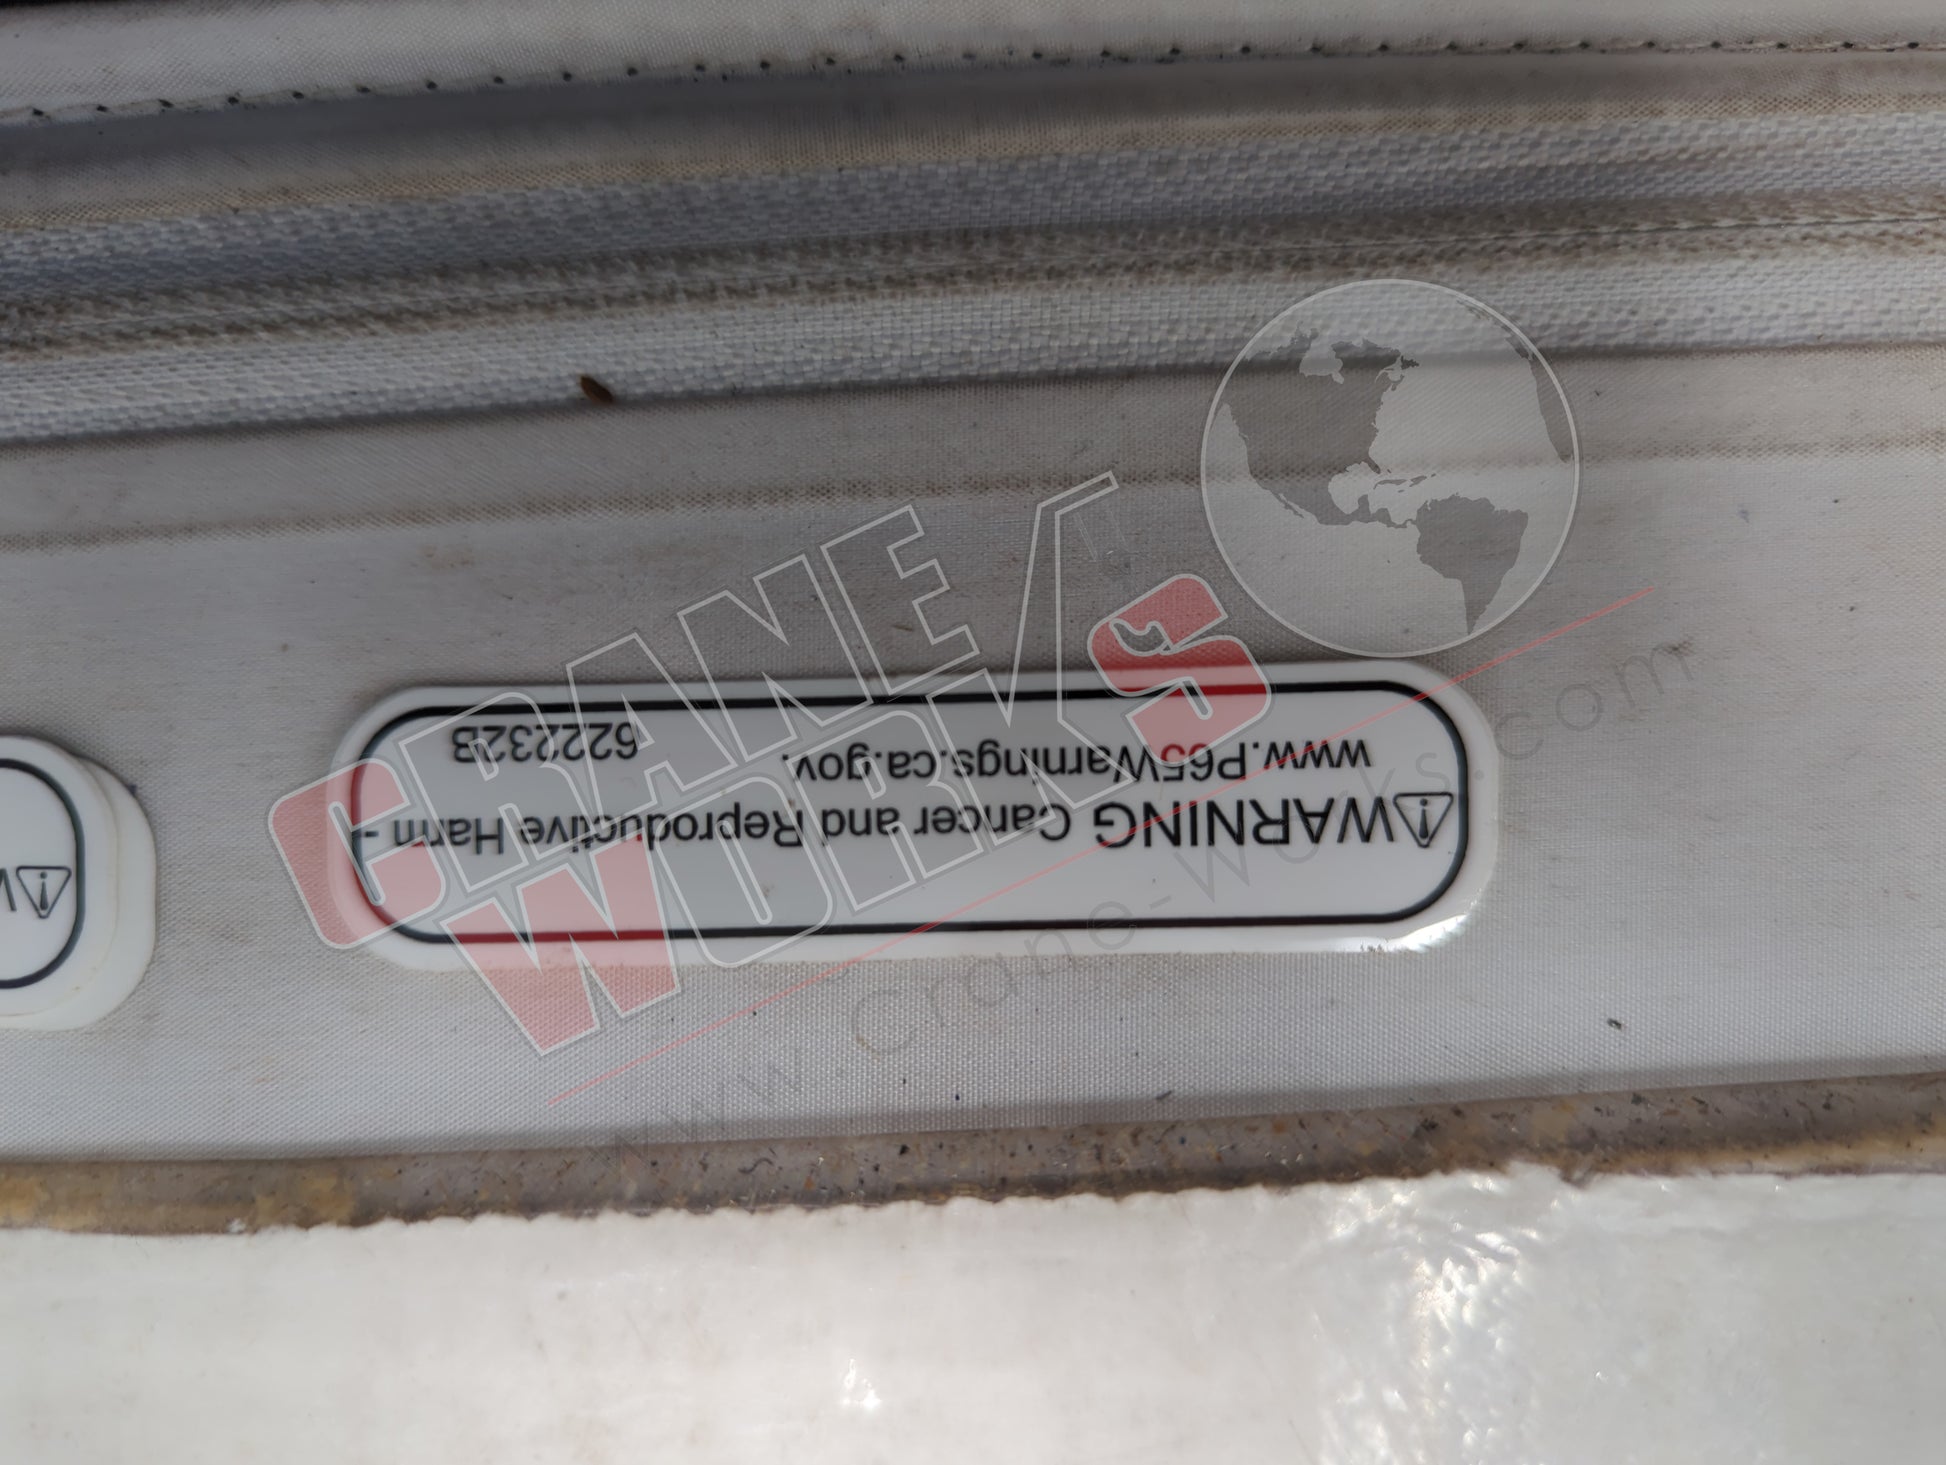 ⚠WARNING Cancer and Reproductive Harm -
www.P65Warnings.ca.gov.
622232B
CRANE
WORKS
www.crane-works.com